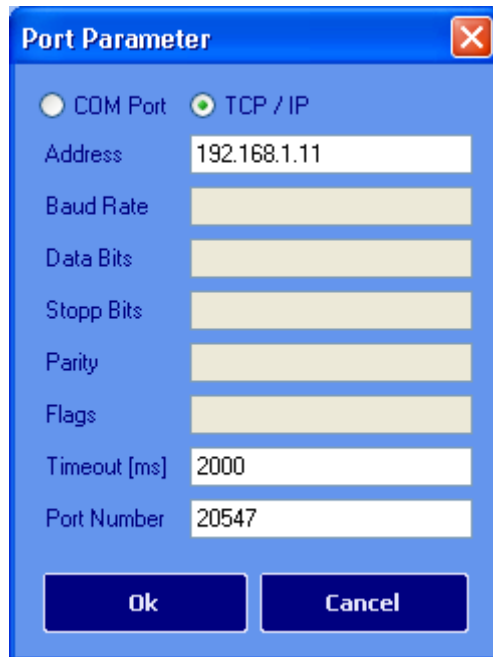 Port Parameter
COM Port TCP / IP
Address 192.168.1.11
Baud Rate
Data Bits
Stopp Bits
Parity
Flags
Timeout [ms] 2000
Port Number 20547
Ok Cancel